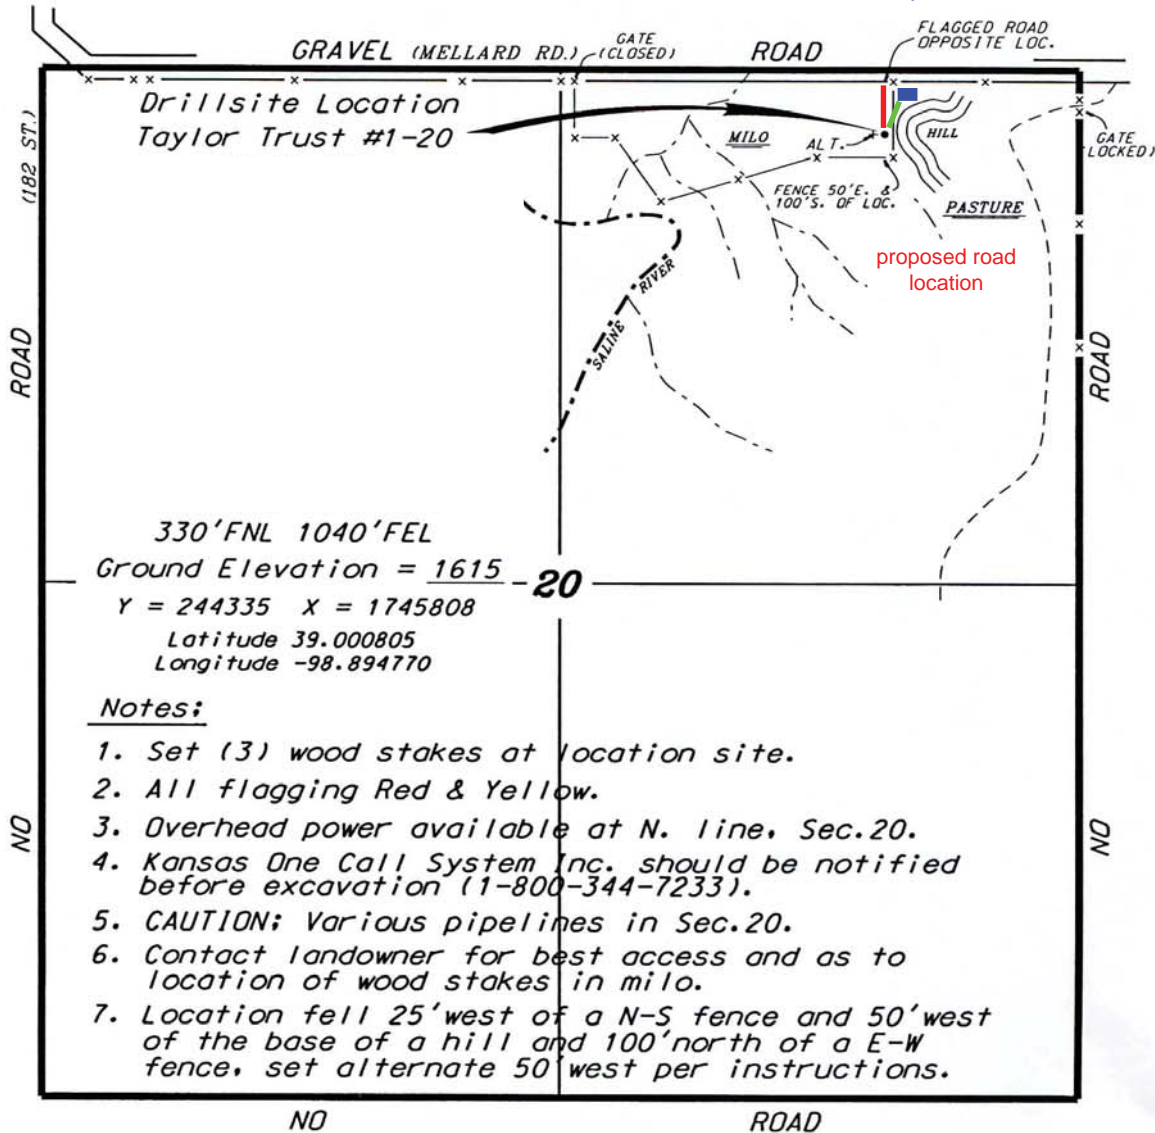 FLAGGED ROAD
OPPOSITE LOC.
GRAVEL (MELLARD RD.)
GATE
(CLOSED)
ROAD
Drillsite Location
Taylor Trust #1-20
(182 ST.)
ROAD
NO
MILO
ALT.
HILL
GATE
(LOCKED)
FENCE 50'E. &
100'S. OF LOC.
PASTURE
proposed road
location
SALINE
RIVER
ROAD
NO
330'FNL 1040'FEL
Ground Elevation = 1615
20
Y = 244335 X = 1745808
Latitude 39.000805
Longitude -98.894770
Notes:
1. Set (3) wood stakes at location site.
2. All flagging Red & Yellow.
3. Overhead power available at N. line, Sec.20.
4. Kansas One Call System Inc. should be notified
before excavation (1-800-344-7233).
5. CAUTION: Various pipelines in Sec.20.
6. Contact landowner for best access and as to
location of wood stakes in milo.
7. Location fell 25'west of a N-S fence and 50'west
of the base of a hill and 100'north of a E-W
fence, set alternate 50'west per instructions.
NO
ROAD